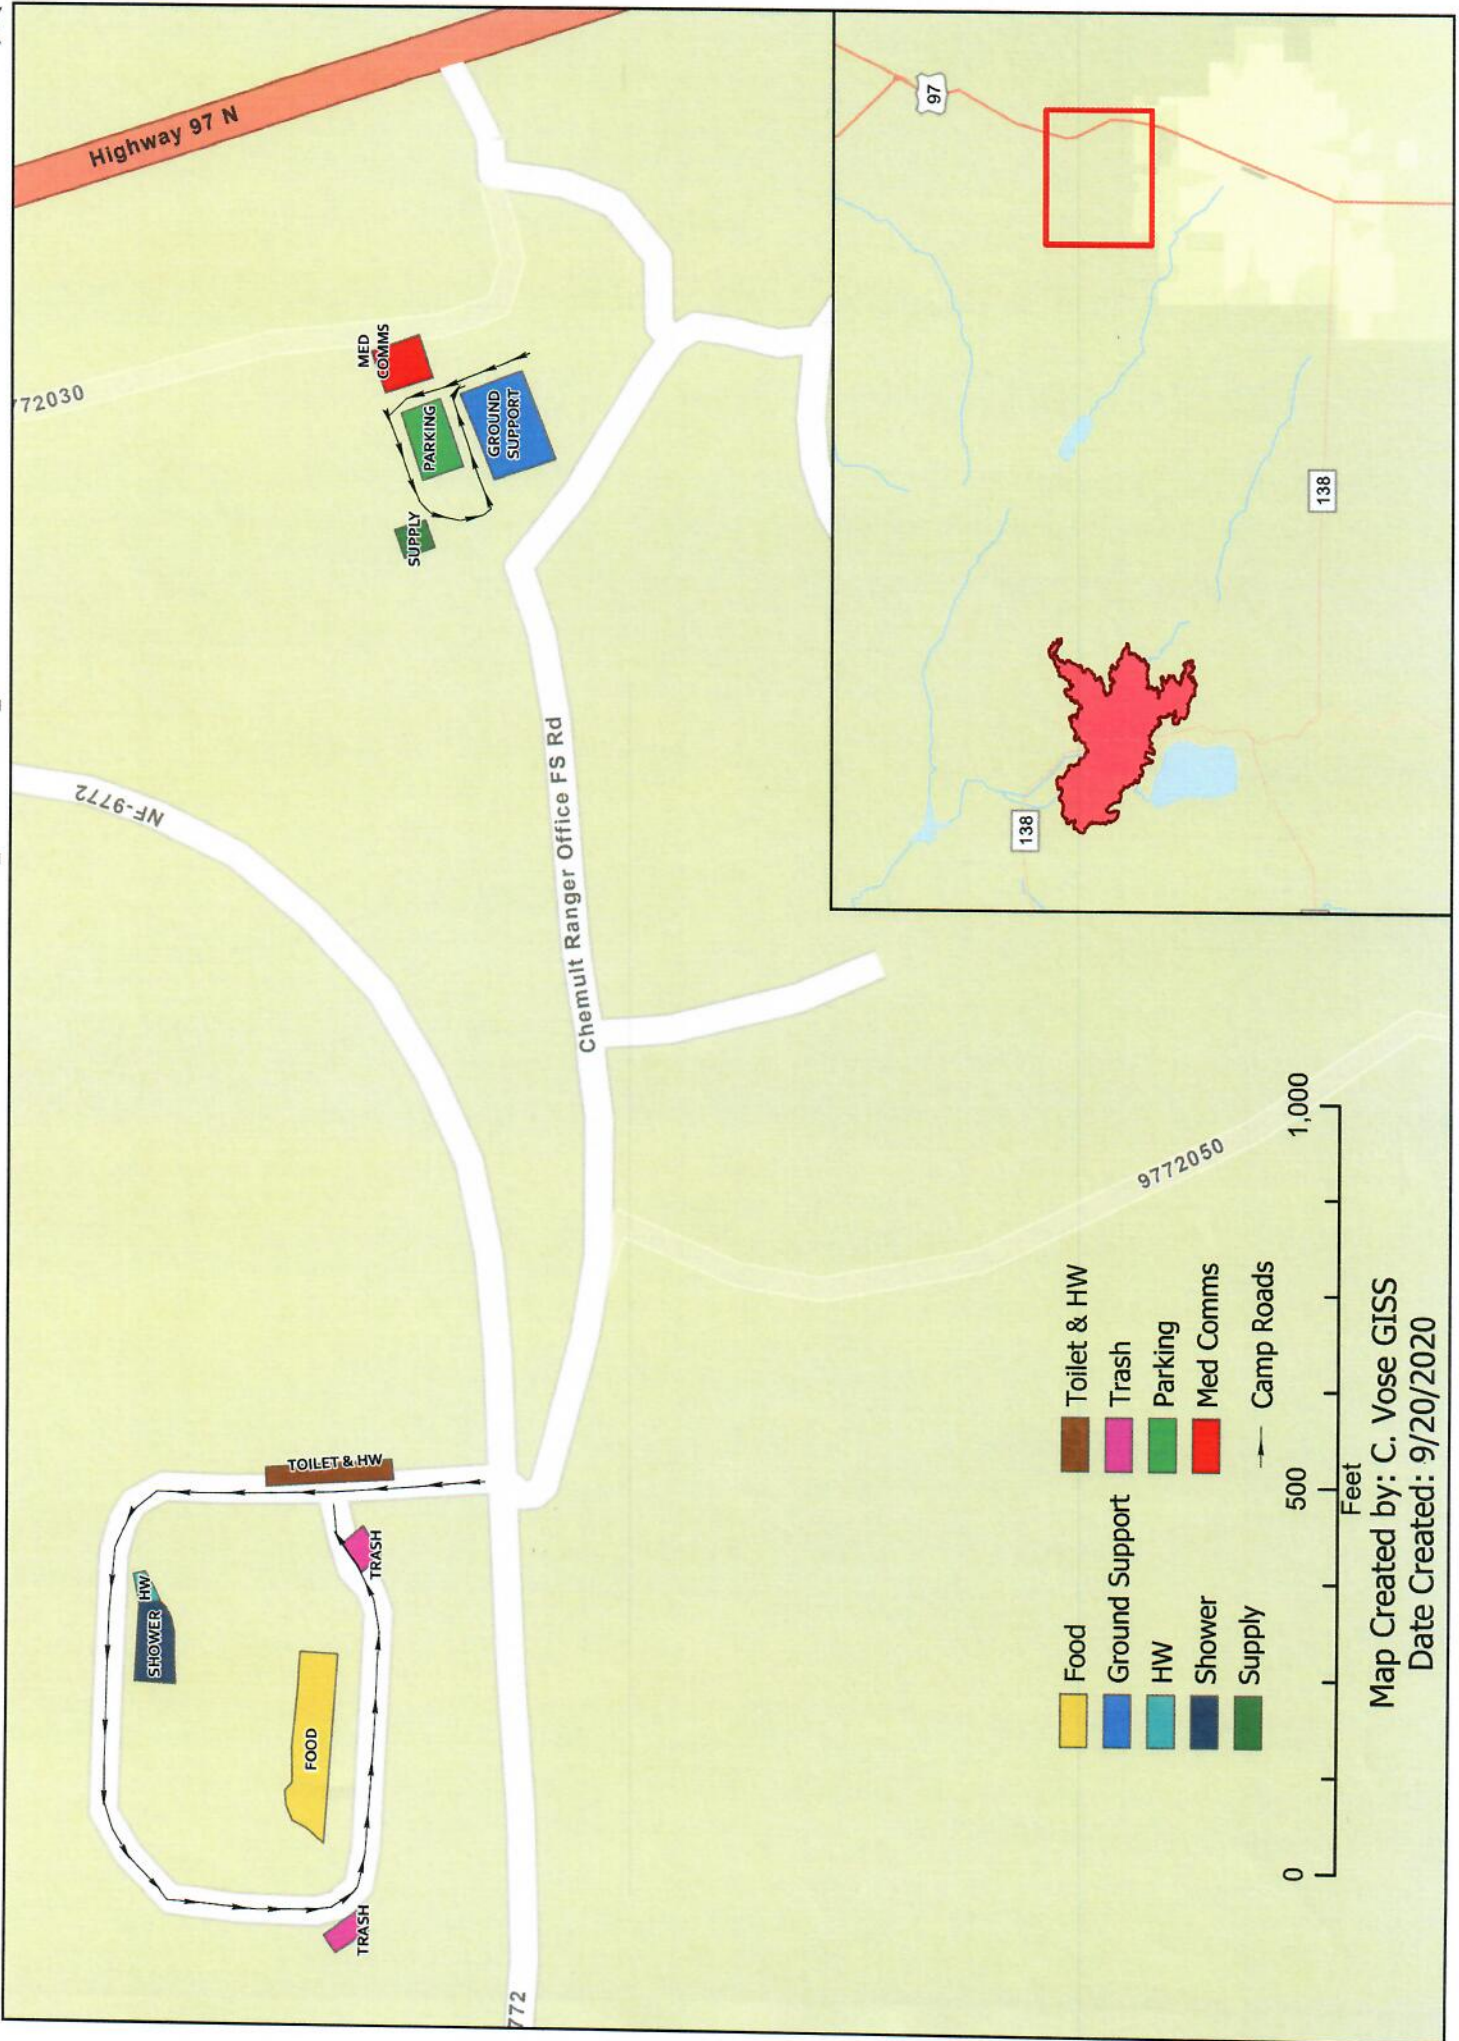 Highway 97 N
772030
MED
COMMS
PARKING
GROUND
SUPPORT
SUPPLY
NF-9772
Chemult Ranger Office FS Rd
TOILET & HW
TRASH
HW
SHOWER
FOOD
TRASH
772
9772050
97
138
138
Food
Ground Support
HW
Shower
Supply
Toilet & HW
Trash
Parking
Med Comms
Camp Roads
0
500
1,000
Feet
Map Created by: C. Vose GISS
Date Created: 9/20/2020